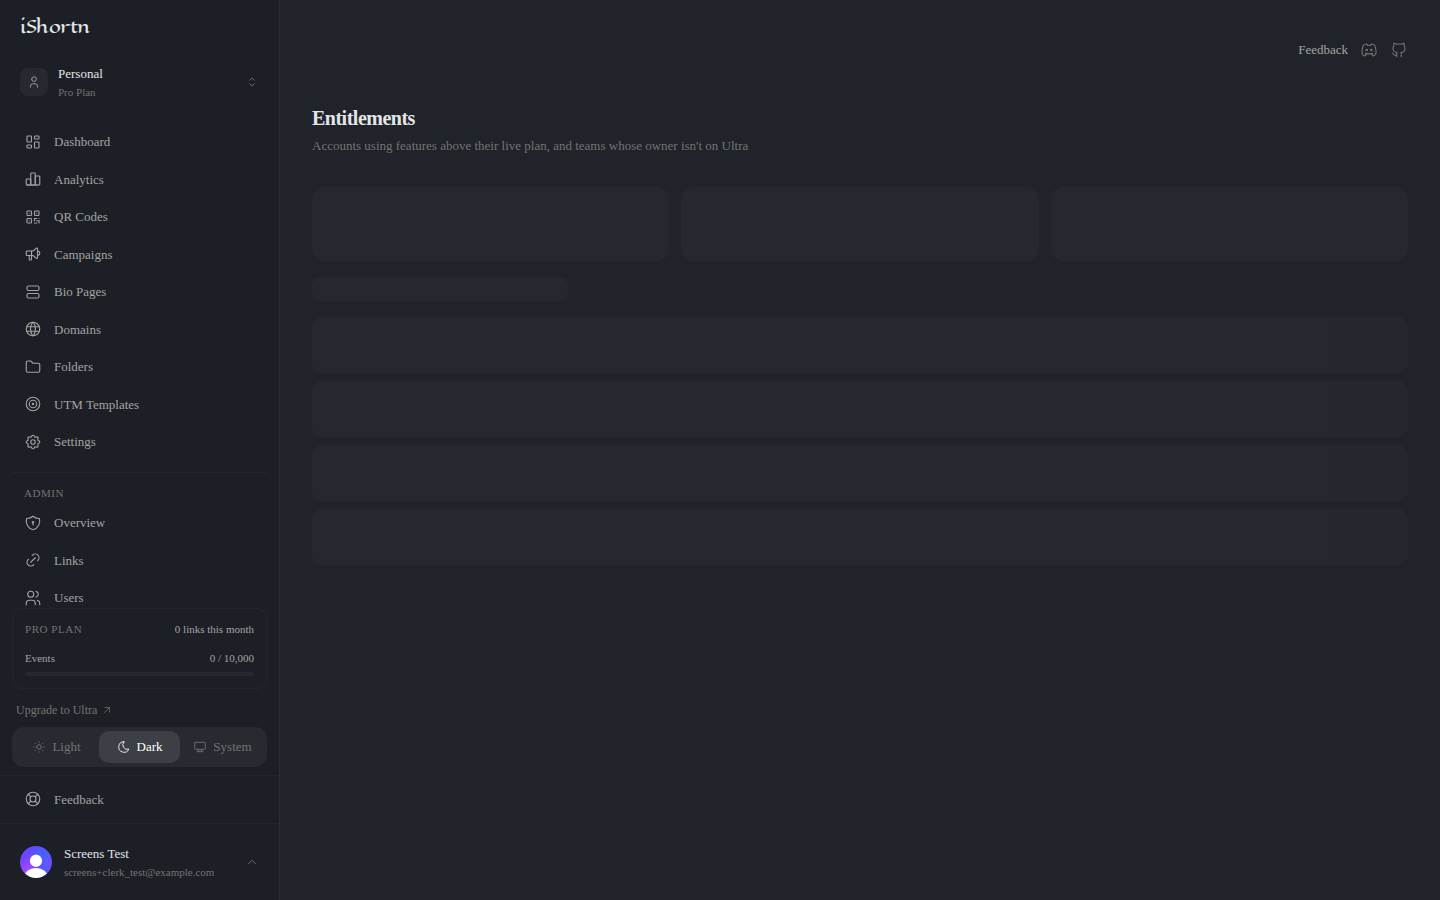 iShortn
Personal
Pro Plan
Dashboard
Analytics
QR Codes
Campaigns
Bio Pages
Domains
Folders
UTM Templates
Settings
ADMIN
Overview
Links
Users
PRO PLAN 0 links this month
Events 0 / 10,000
Upgrade to Ultra
Light Dark System
Feedback
Screens Test
screens+clerk_test@example.com
Feedback
Entitlements
Accounts using features above their live plan, and teams whose owner isn't on Ultra